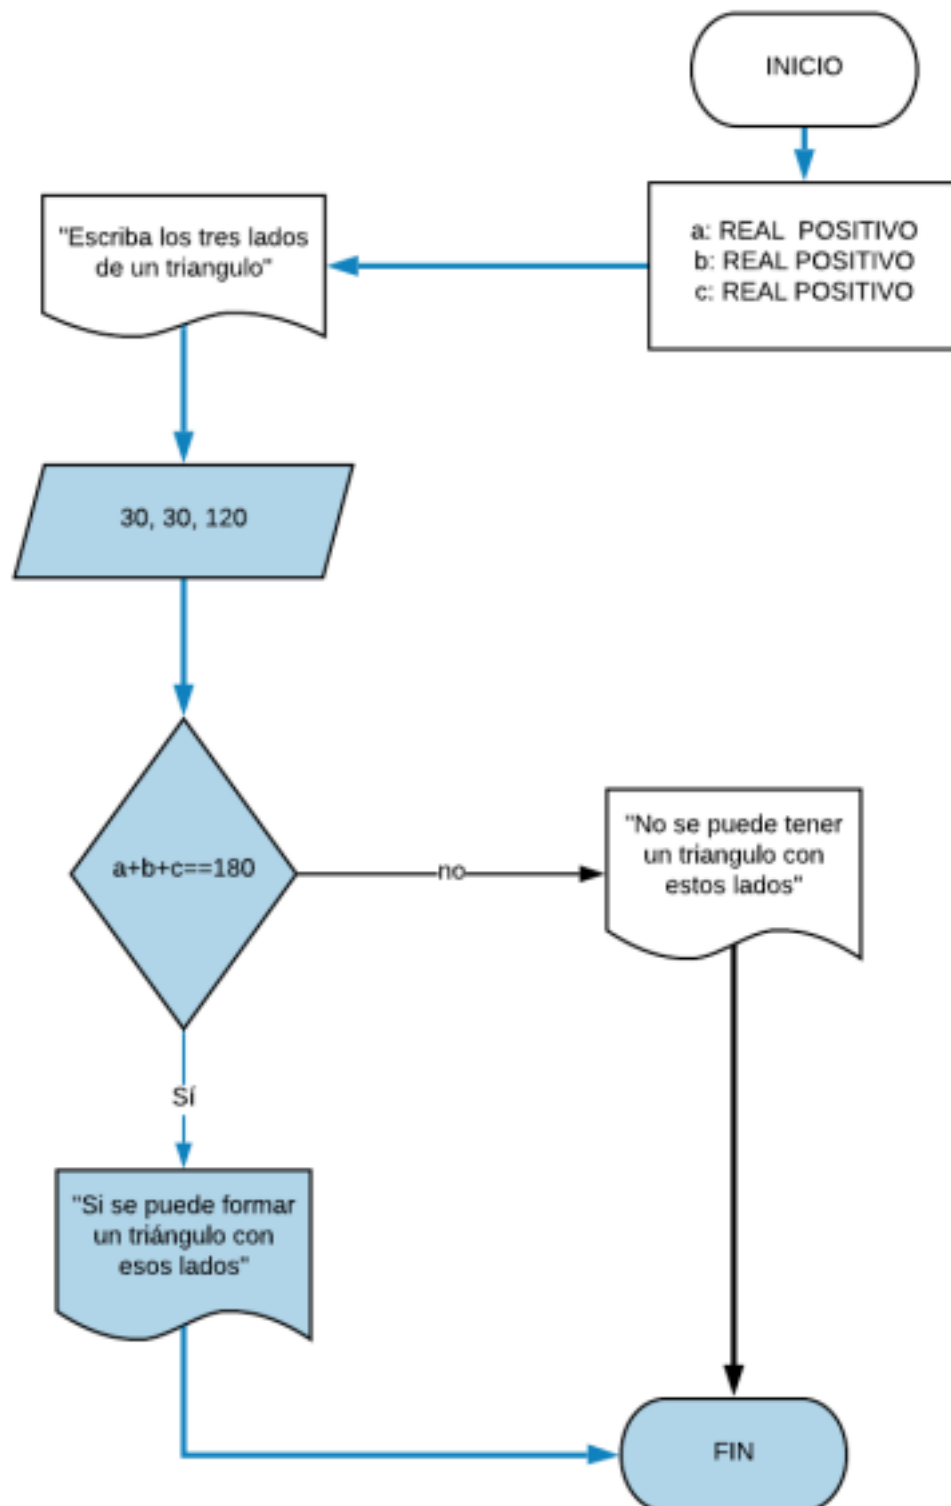 INICIO
a: REAL POSITIVO
b: REAL POSITIVO
c: REAL POSITIVO
"Escriba los tres lados
de un triangulo"
30, 30, 120
a+b+c==180
no
"No se puede tener
un triangulo con
estos lados"
Sí
"Si se puede formar
un triángulo con
esos lados"
FIN